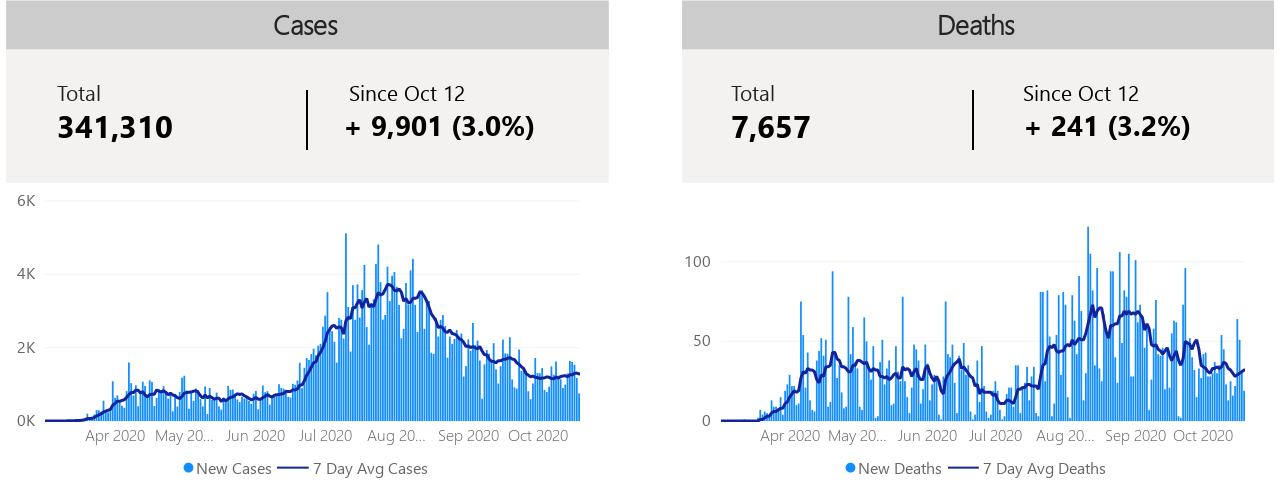 Cases
Total
341,310
Since Oct 12
+ 9,901 (3.0%)
6K
4K
2K
0K
Apr 2020 May 20... Jun 2020 Jul 2020 Aug 20... Sep 2020 Oct 2020
New Cases 7 Day Avg Cases
Deaths
Total
7,657
Since Oct 12
+ 241 (3.2%)
100
50
0
Apr 2020 May 20... Jun 2020 Jul 2020 Aug 20... Sep 2020 Oct 2020
New Deaths 7 Day Avg Deaths